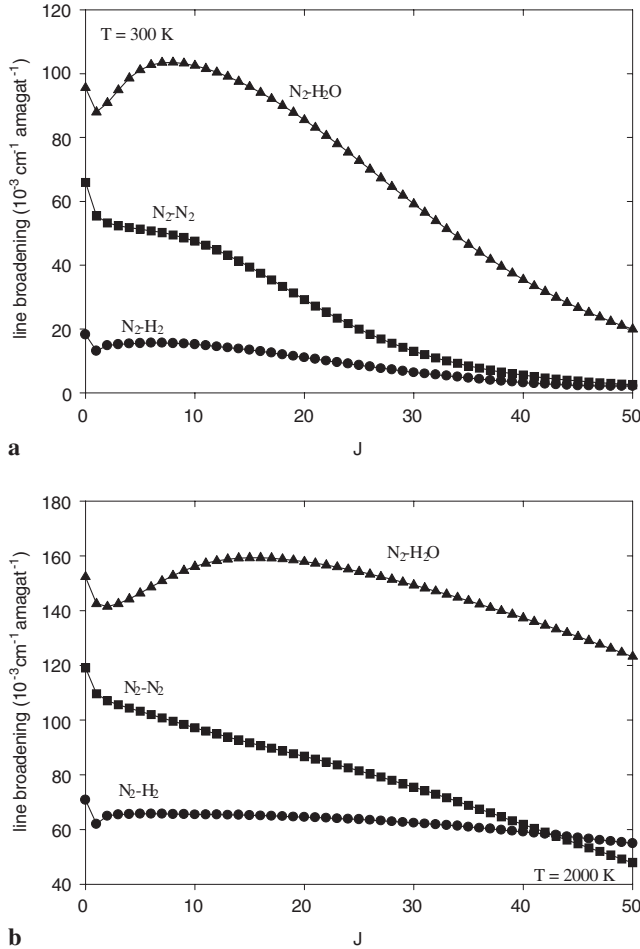 120
T = 300 K
100
N₂-H₂O
80
60
N₂-N₂
40
20
N₂-H₂
0
line broadening (10⁻³ cm⁻¹ amagat⁻¹)
0 10 20 30 40 50
a
J
180
160
N₂-H₂O
140
120
N₂-N₂
100
80
N₂-H₂
60
T = 2000 K
40
line broadening (10⁻³cm⁻¹ amagat⁻¹)
0 10 20 30 40 50
b
J